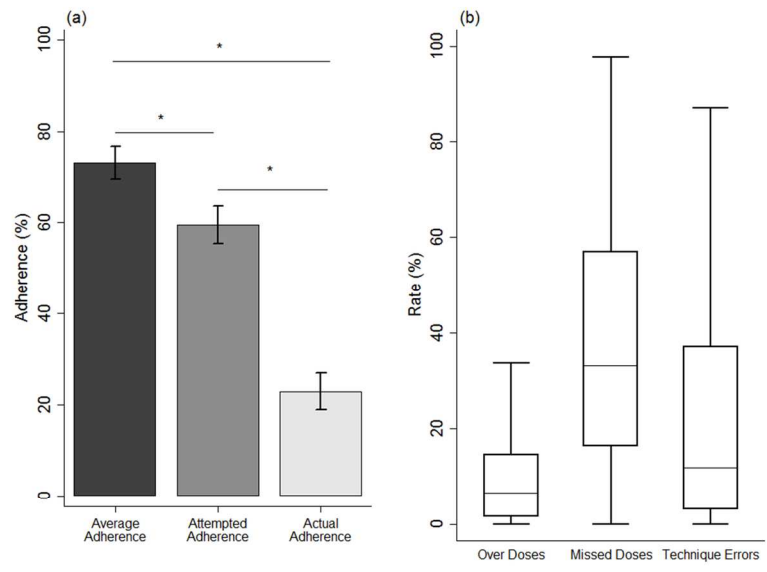 (a)
100
80
60
40
20
0
Adherence (%)
*
*
*
Average
Adherence
Attempted
Adherence
Actual
Adherence
(b)
100
80
60
40
20
0
Rate (%)
Over Doses
Missed Doses
Technique Errors